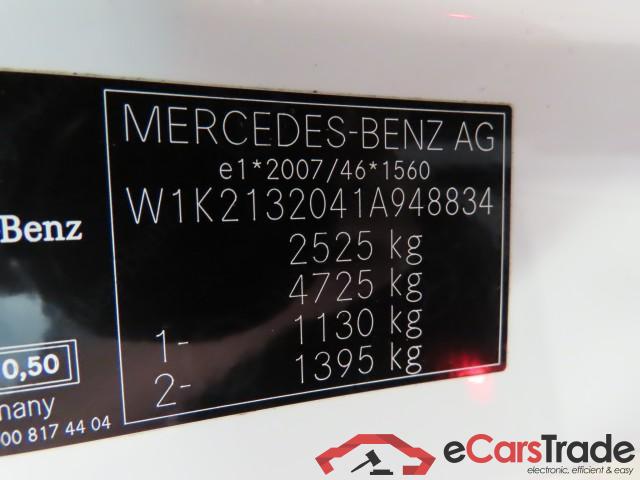 MERCEDES-BENZ AG
e1*2007/46*1560
W1K2132041A948834
2525 kg
4725 kg
1- 1130 kg
2- 1395 kg
Benz
0,50
many
00 817 44 04
eCarsTrade
electronic, efficient & easy